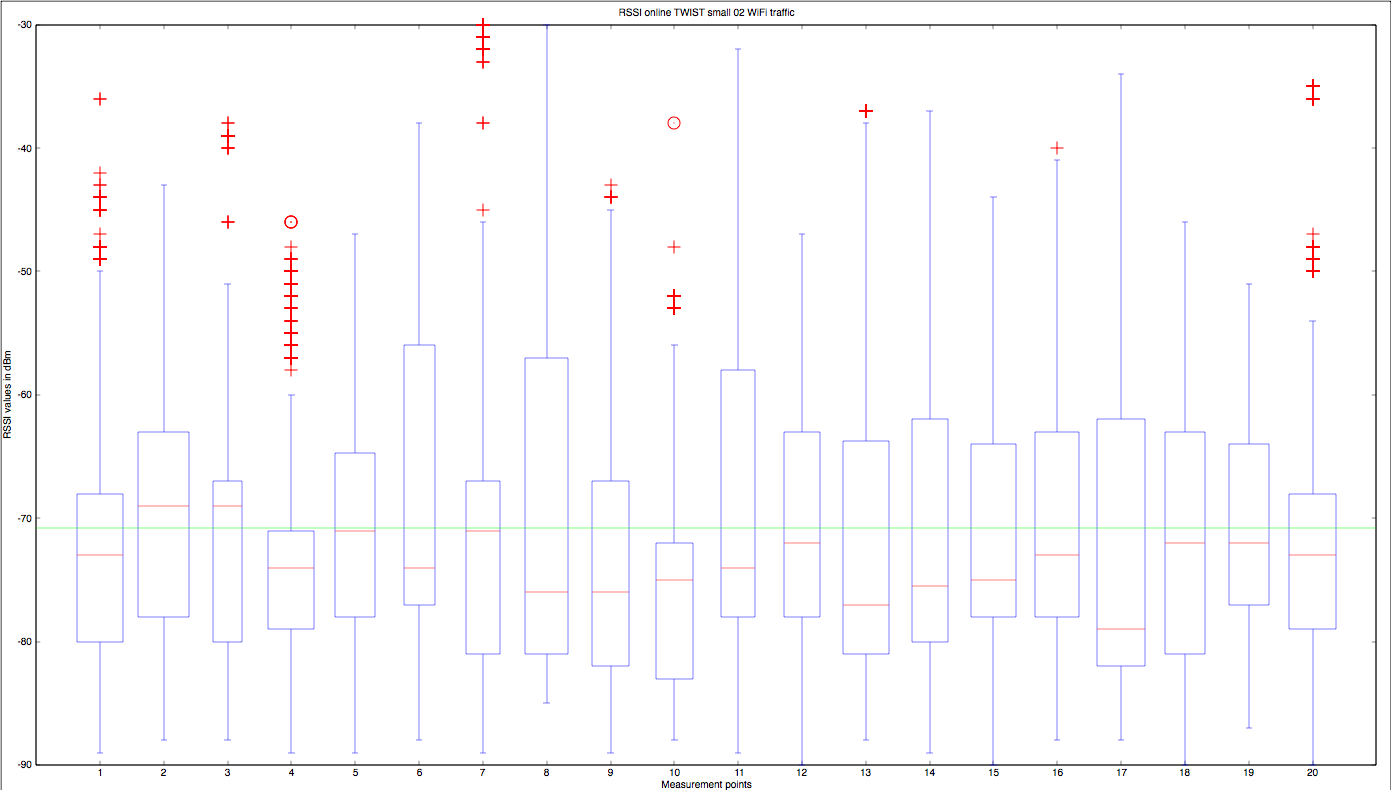 RSSI online TWIST small 02 WiFi traffic
-30
-40
-50
-60
-70
-80
-90
RSSI values in dBm
1 2 3 4 5 6 7 8 9 10 11 12 13 14 15 16 17 18 19 20
Measurement points